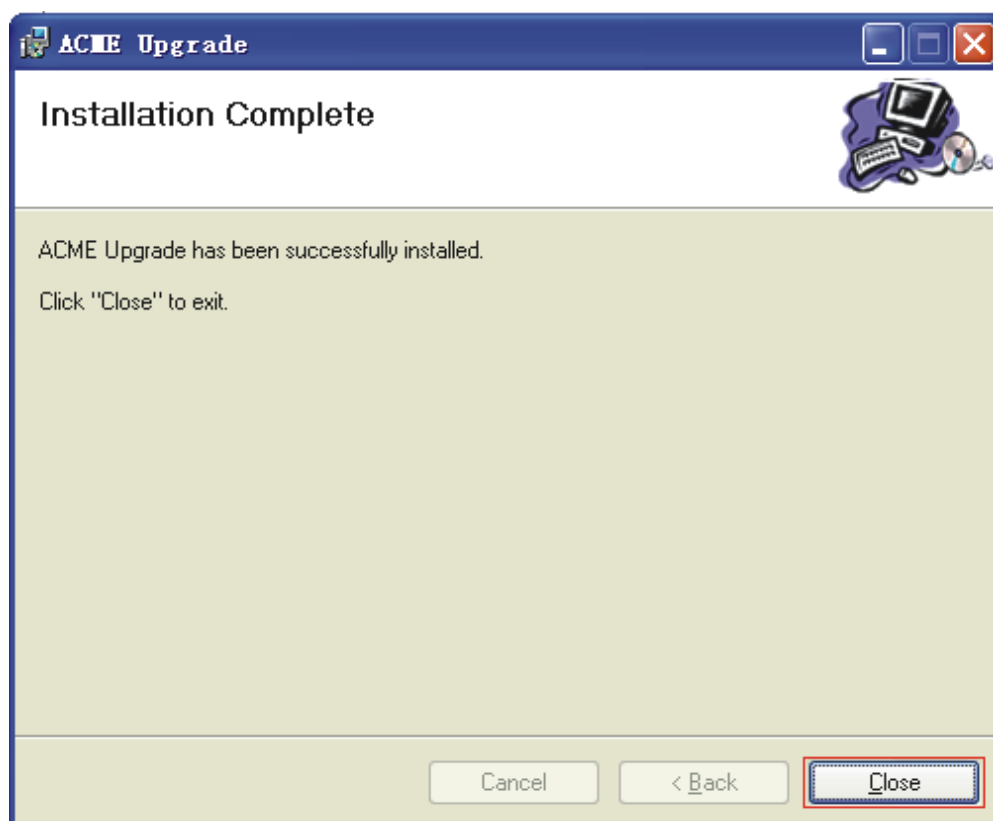 ACME Upgrade
Installation Complete
ACME Upgrade has been successfully installed.
Click "Close" to exit.
Cancel
< Back
Close